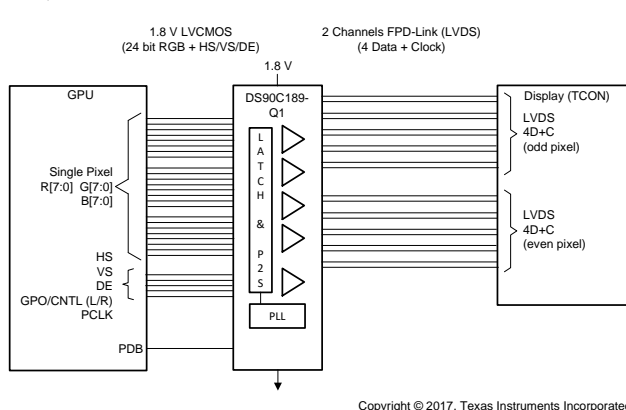 1.8 V LVCMOS
(24 bit RGB + HS/VS/DE)
2 Channels FPD-Link (LVDS)
(4 Data + Clock)
1.8 V
GPU
DS90C189-
Q1
Display (TCON)
LVDS
4D+C
(odd pixel)
Single Pixel
R[7:0] G[7:0]
B[7:0]
L
A
T
C
H
&
P
2
S
LVDS
4D+C
(even pixel)
HS
VS
DE
GPO/CNTL (L/R)
PCLK
PLL
PDB
Copyright © 2017, Texas Instruments Incorporated